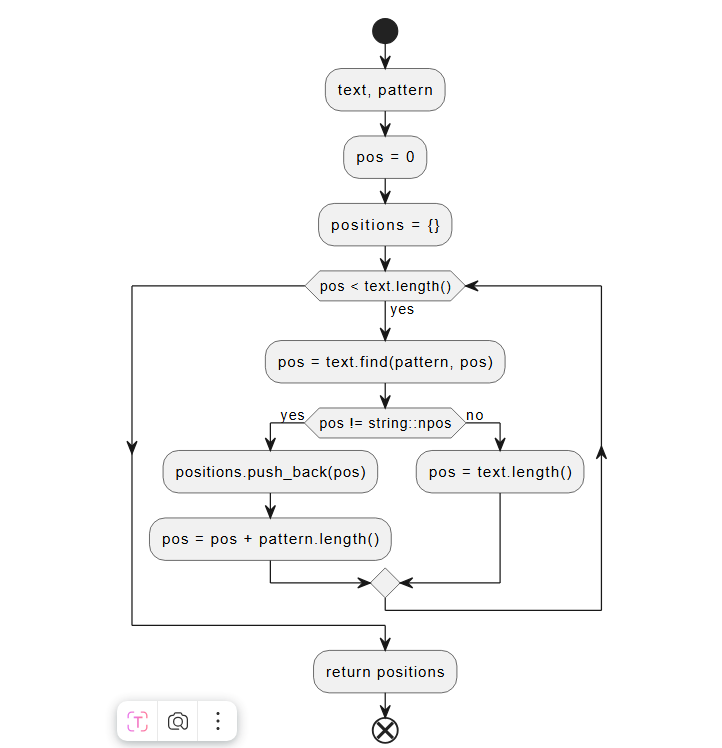 text, pattern
pos = 0
positions = {}
pos < text.length()
yes
pos = text.find(pattern, pos)
yes
pos != string::npos
no
positions.push_back(pos)
pos = text.length()
pos = pos + pattern.length()
return positions
T